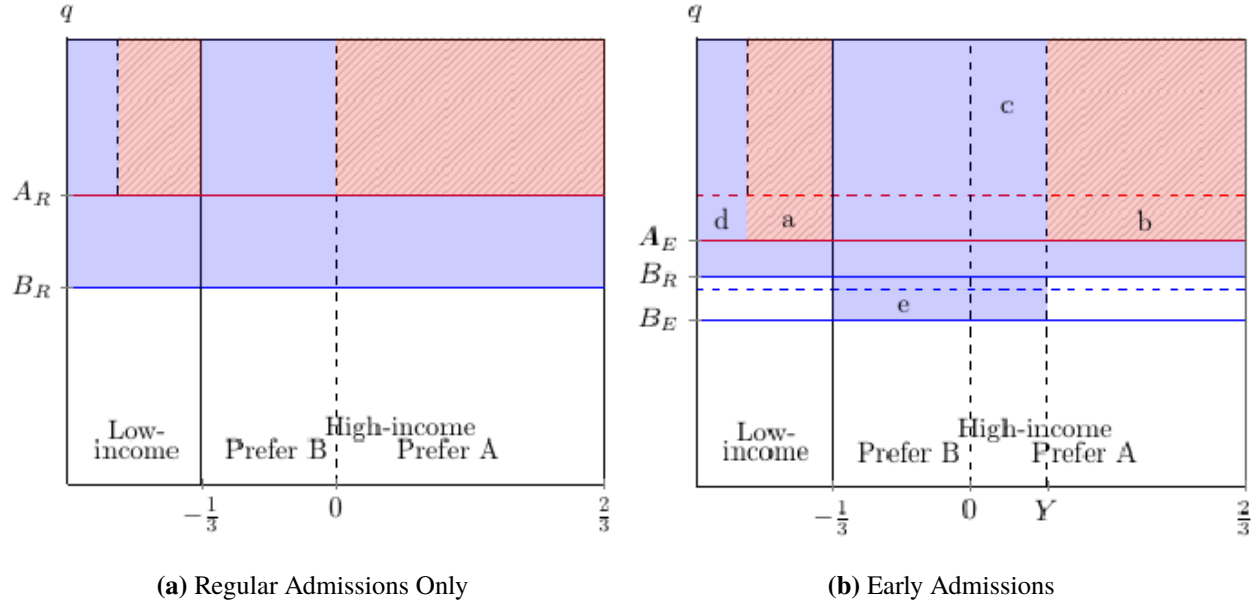 q
A_R
B_R
Low-
income
High-income
Prefer B
Prefer A
-1/3
0
2/3
(a) Regular Admissions Only
q
c
d
a
b
A_E
B_R
e
B_E
Low-
income
High-income
Prefer B
Prefer A
-1/3
0
Y
2/3
(b) Early Admissions